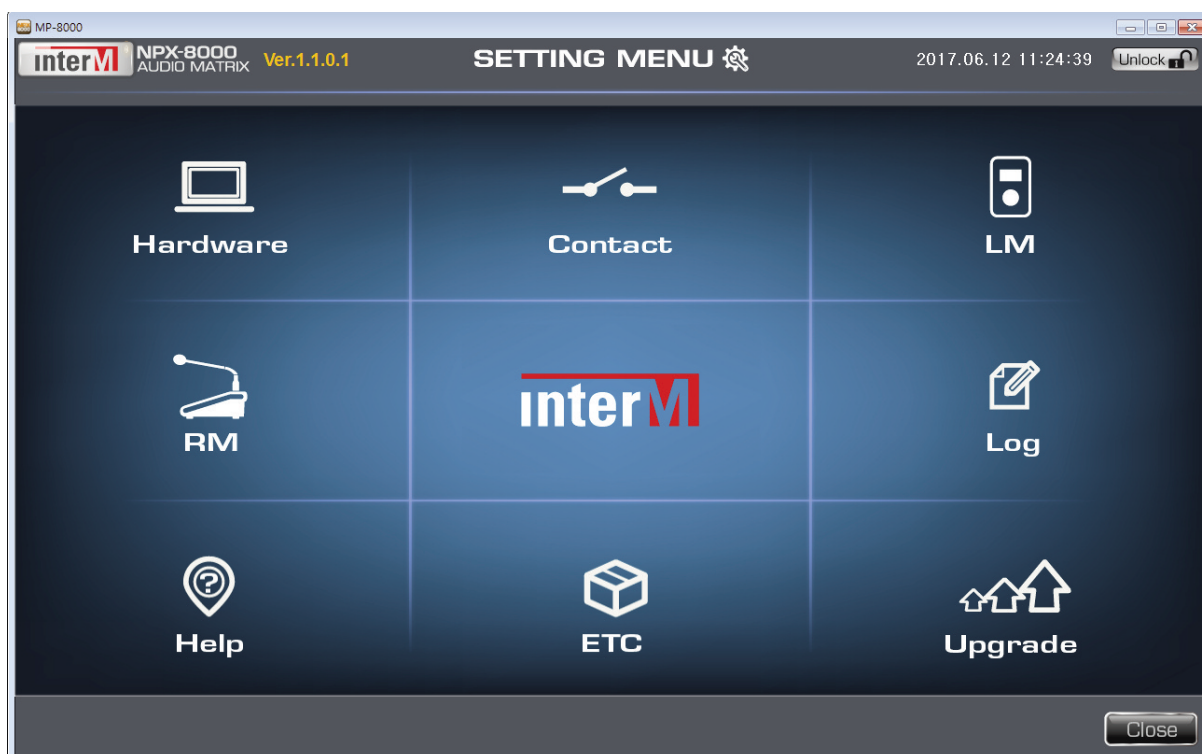 MP-8000
interM NPX-8000 AUDIO MATRIX Ver.1.1.0.1 SETTING MENU 2017.06.12 11:24:39 Unlock
Hardware Contact LM
RM interM Log
Help ETC Upgrade
Close